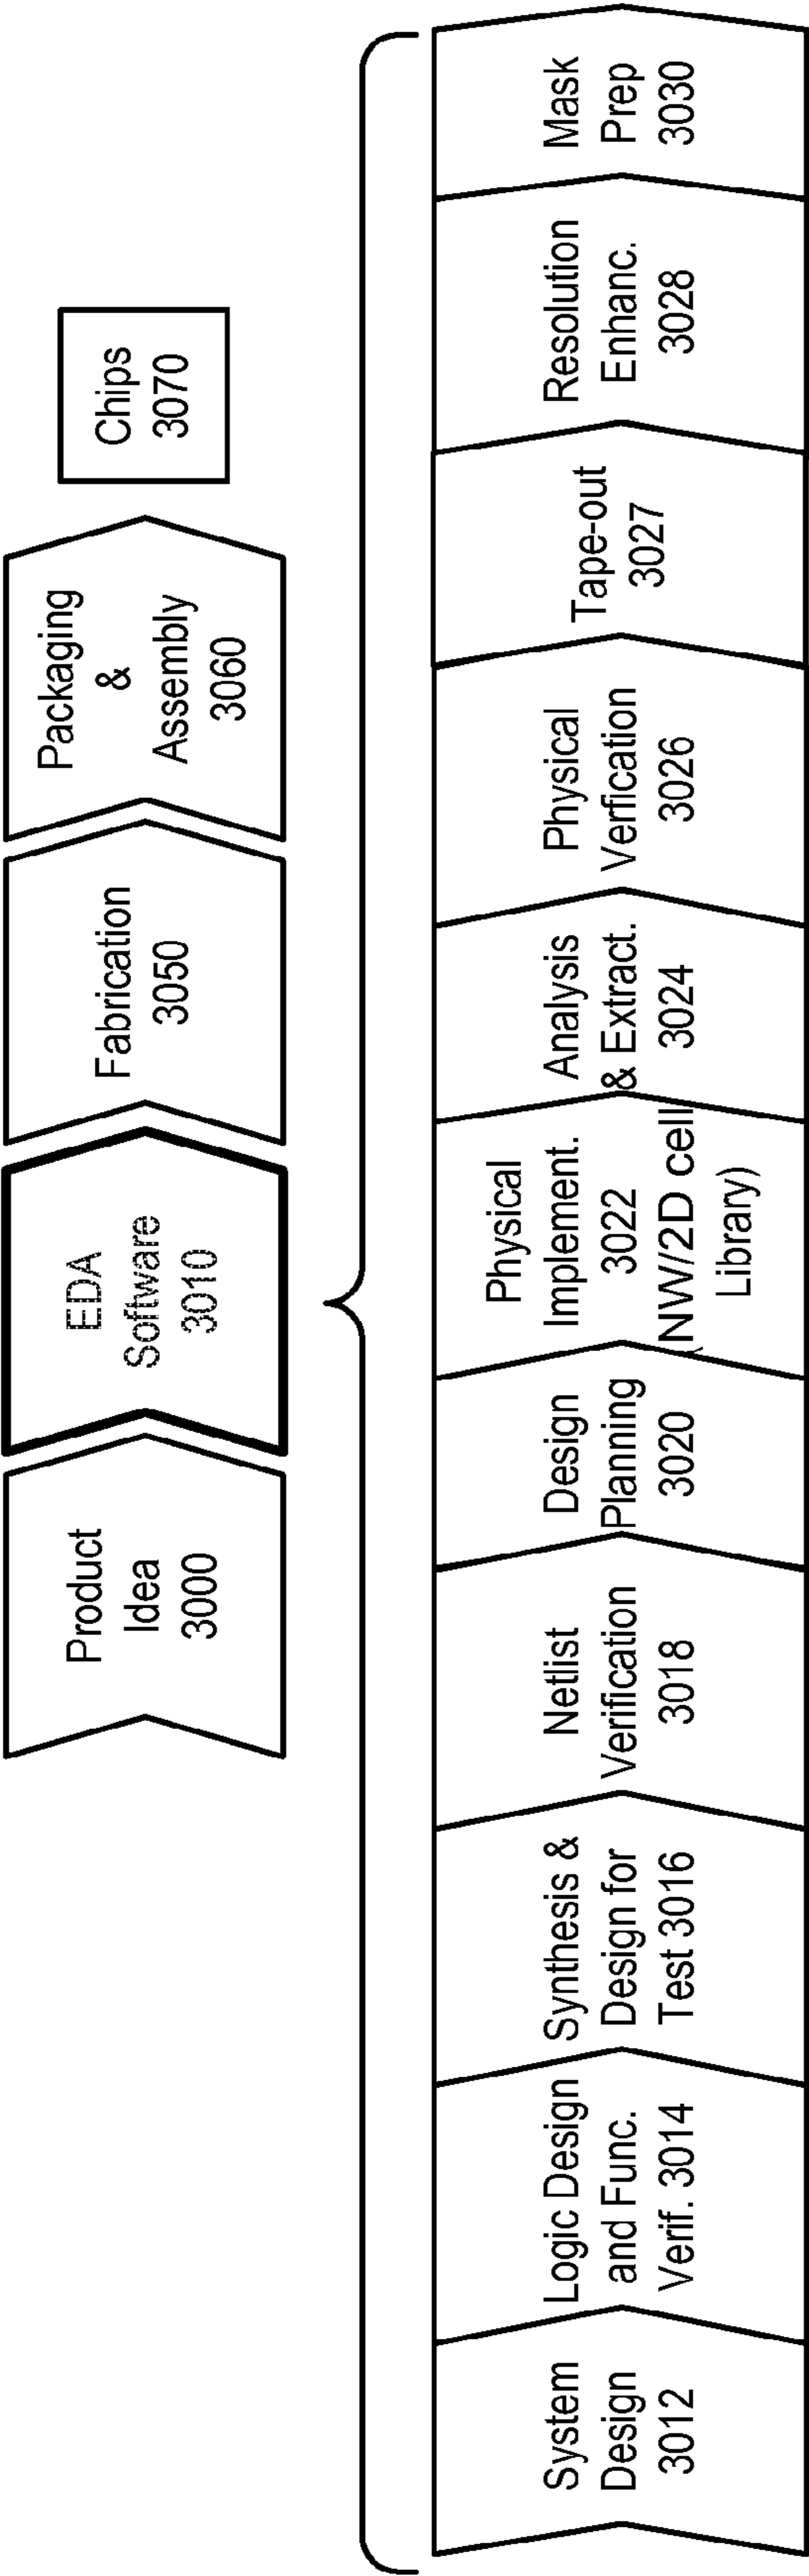 Product
Idea
3000
EDA
Software
3010
Fabrication
3050
Packaging
&
Assembly
3060
Chips
3070
System
Design
3012
Logic Design
and Func.
Verif. 3014
Synthesis &
Design for
Test 3016
Netlist
Verification
3018
Design
Planning
3020
Physical
Implement.
3022
(NW/2D cell
Library)
Analysis
& Extract.
3024
Physical
Verfication
3026
Tape-out
3027
Resolution
Enhanc.
3028
Mask
Prep
3030